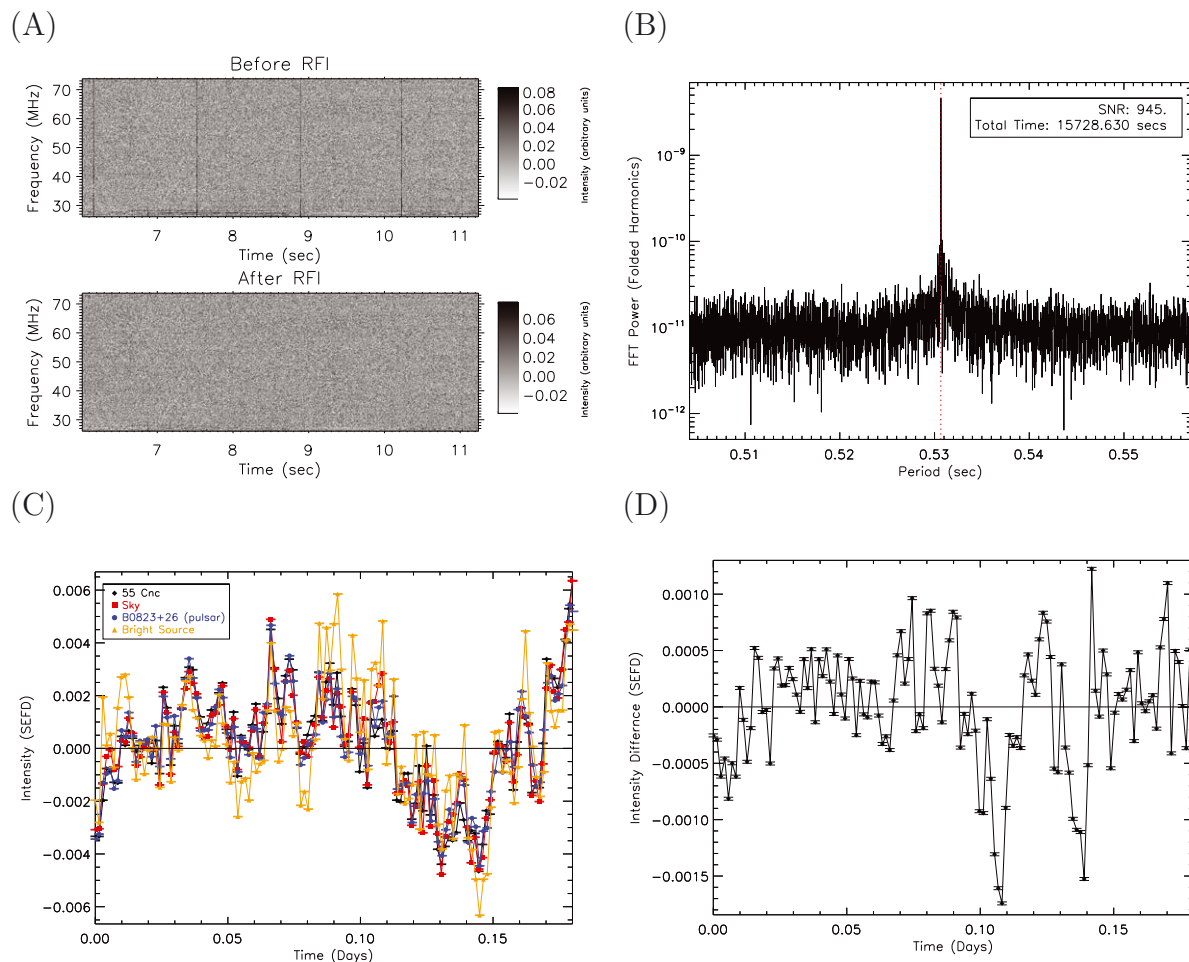 (A)
Before RFI
Frequency (MHz)
70
60
50
40
30
7 8 9 10 11
Time (sec)
0.08
0.06
0.04
0.02
0.00
−0.02
Intensity (arbitrary units)
After RFI
Frequency (MHz)
70
60
50
40
30
7 8 9 10 11
Time (sec)
0.06
0.04
0.02
0.00
−0.02
Intensity (arbitrary units)
(B)
SNR: 945.
Total Time: 15728.630 secs
FFT Power (Folded Harmonics)
10⁻⁹
10⁻¹⁰
10⁻¹¹
10⁻¹²
0.51 0.52 0.53 0.54 0.55
Period (sec)
(C)
55 Cnc
Sky
B0823+26 (pulsar)
Bright Source
Intensity (SEFD)
0.006
0.004
0.002
0.000
−0.002
−0.004
−0.006
0.00 0.05 0.10 0.15
Time (Days)
(D)
Intensity Difference (SEFD)
0.0010
0.0005
0.0000
−0.0005
−0.0010
−0.0015
0.00 0.05 0.10 0.15
Time (Days)